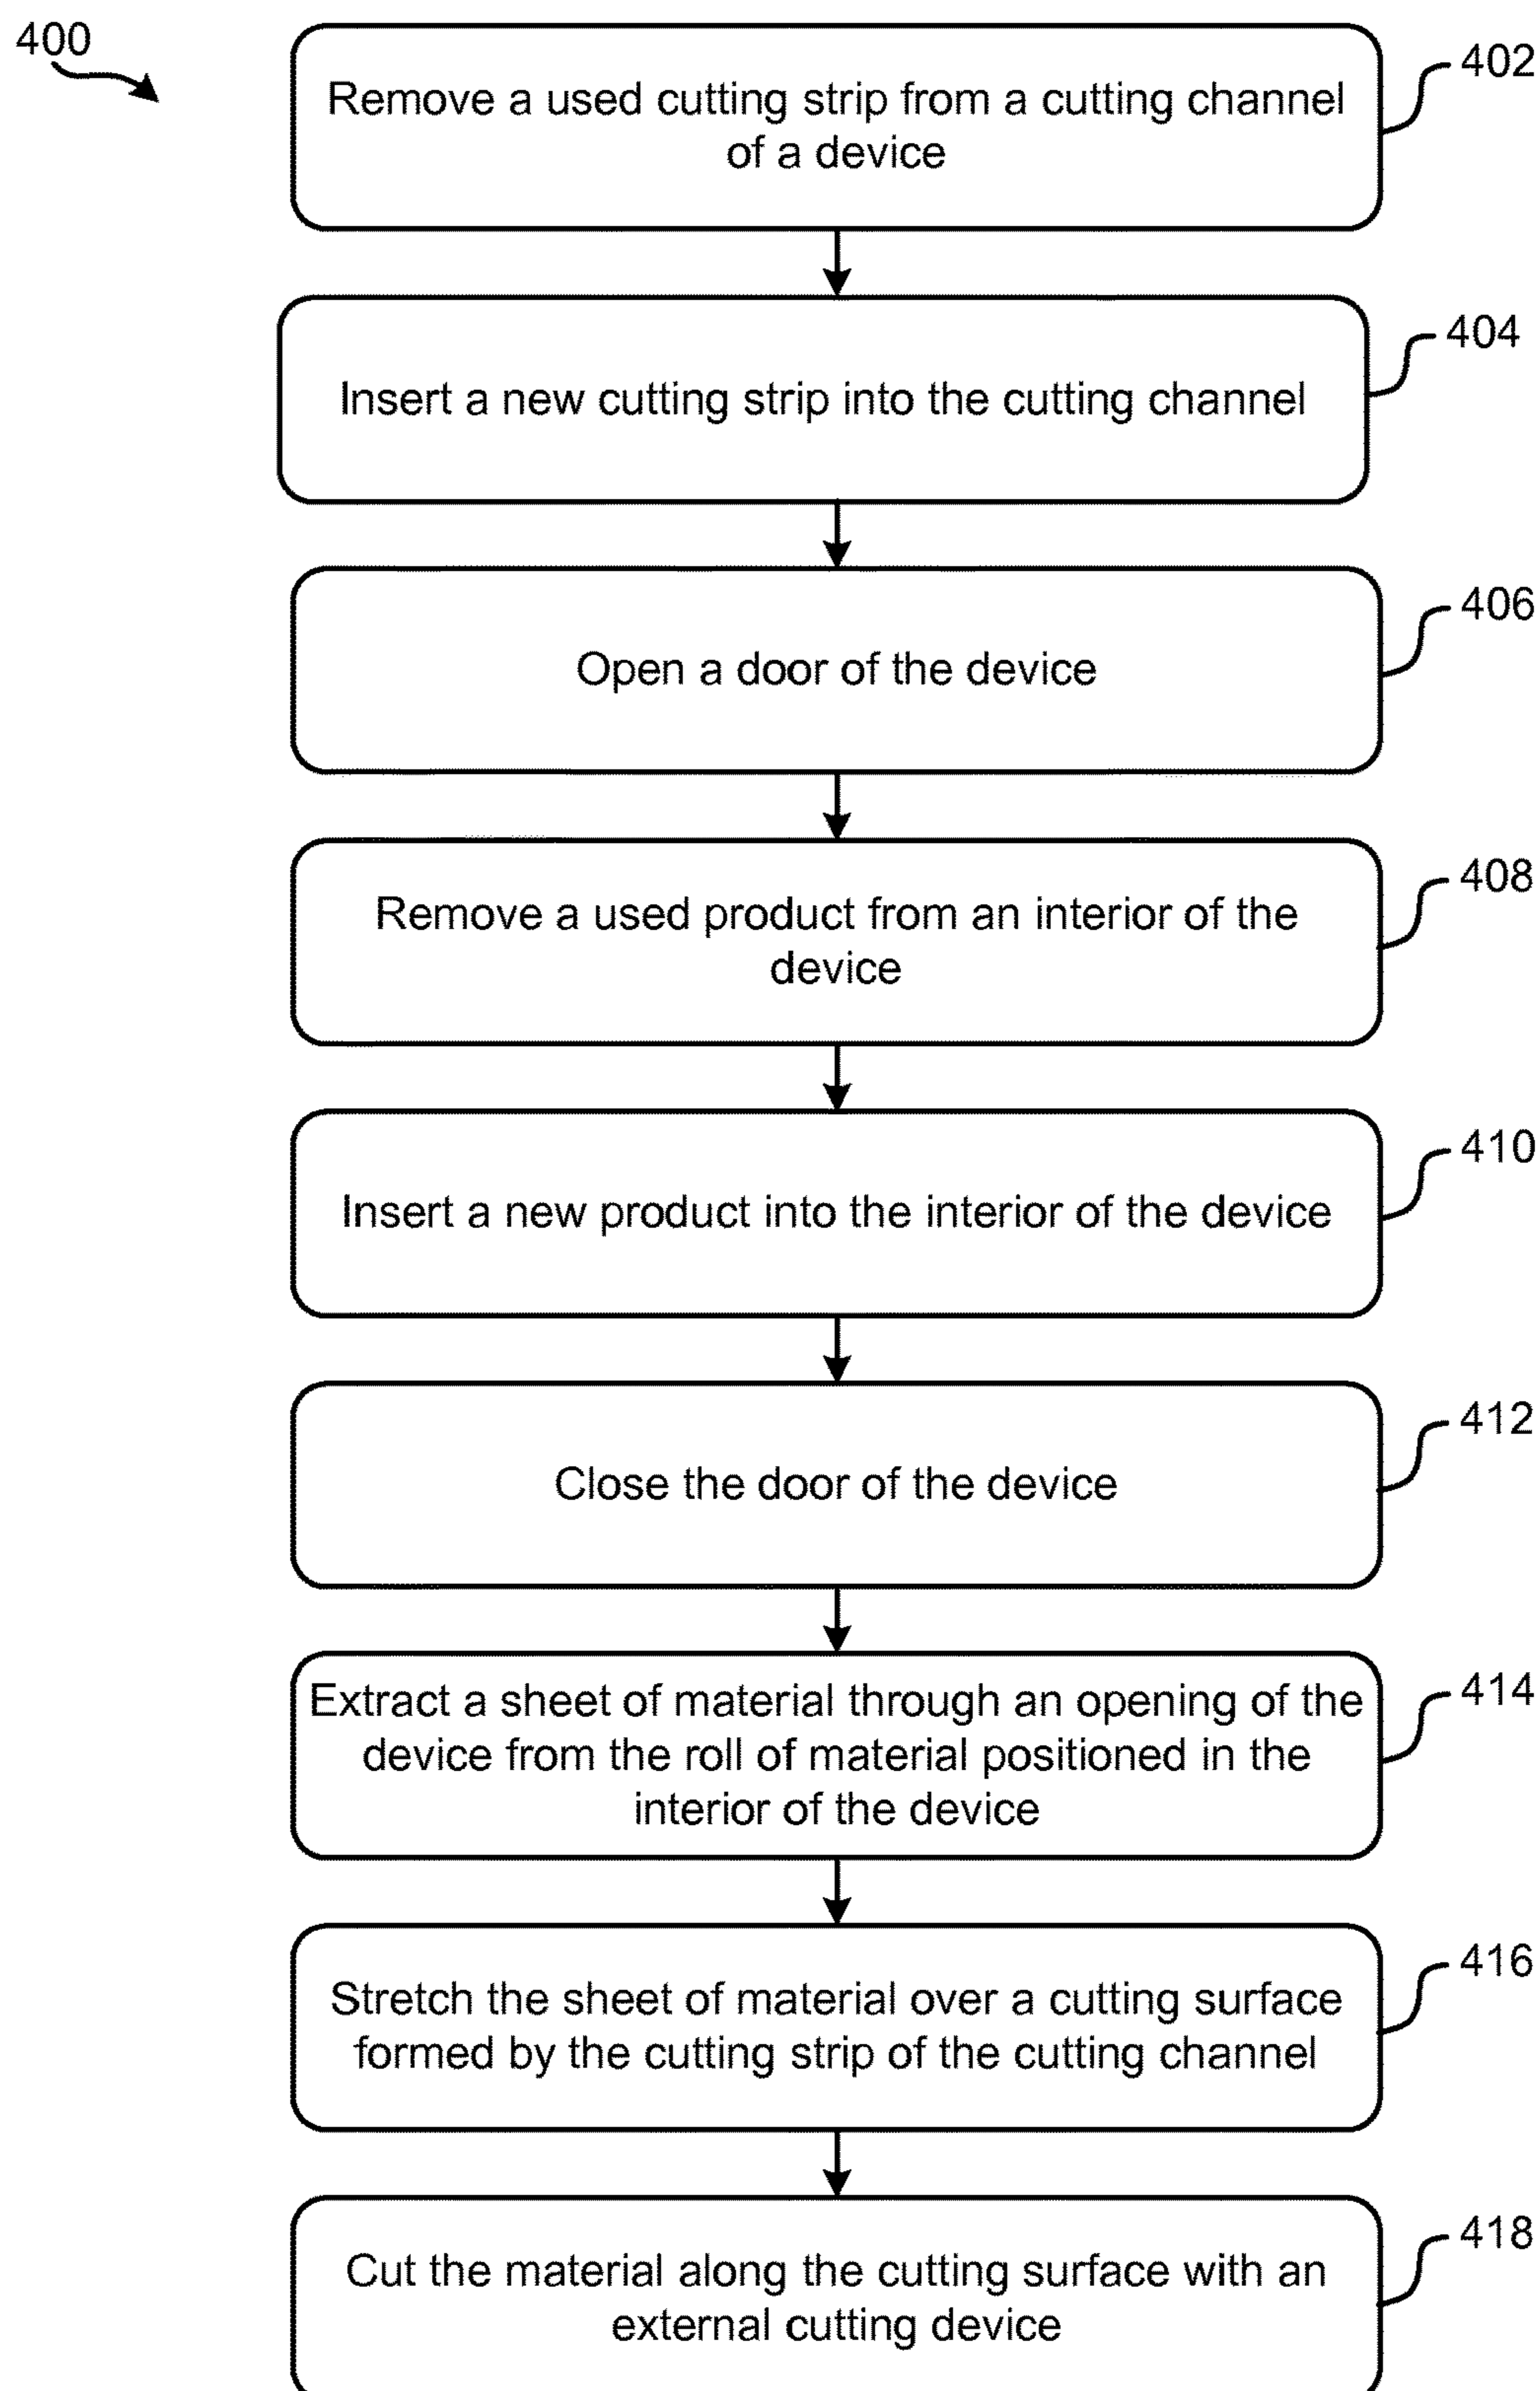 400
402
Remove a used cutting strip from a cutting channel
of a device
404
Insert a new cutting strip into the cutting channel
406
Open a door of the device
408
Remove a used product from an interior of the
device
410
Insert a new product into the interior of the device
412
Close the door of the device
414
Extract a sheet of material through an opening of the
device from the roll of material positioned in the
interior of the device
416
Stretch the sheet of material over a cutting surface
formed by the cutting strip of the cutting channel
418
Cut the material along the cutting surface with an
external cutting device